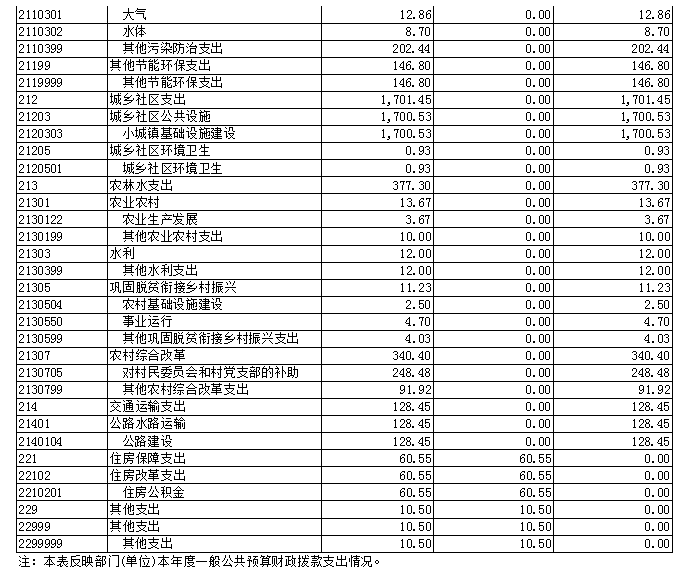 2110301 大气 12.86 0.00 12.86
2110302 水体 8.70 0.00 8.70
2110399 其他污染防治支出 202.44 0.00 202.44
21199 其他节能环保支出 146.80 0.00 146.80
2119999 其他节能环保支出 146.80 0.00 146.80
212 城乡社区支出 1,701.45 0.00 1,701.45
21203 城乡社区公共设施 1,700.53 0.00 1,700.53
2120303 小城镇基础设施建设 1,700.53 0.00 1,700.53
21205 城乡社区环境卫生 0.93 0.00 0.93
2120501 城乡社区环境卫生 0.93 0.00 0.93
213 农林水支出 377.30 0.00 377.30
21301 农业农村 13.67 0.00 13.67
2130122 农业生产发展 3.67 0.00 3.67
2130199 其他农业农村支出 10.00 0.00 10.00
21303 水利 12.00 0.00 12.00
2130399 其他水利支出 12.00 0.00 12.00
21305 巩固脱贫衔接乡村振兴 11.23 0.00 11.23
2130504 农村基础设施建设 2.50 0.00 2.50
2130550 事业运行 4.70 0.00 4.70
2130599 其他巩固脱贫衔接乡村振兴支出 4.03 0.00 4.03
21307 农村综合改革 340.40 0.00 340.40
2130705 对村民委员会和村党支部的补助 248.48 0.00 248.48
2130799 其他农村综合改革支出 91.92 0.00 91.92
214 交通运输支出 128.45 0.00 128.45
21401 公路水路运输 128.45 0.00 128.45
2140104 公路建设 128.45 0.00 128.45
221 住房保障支出 60.55 60.55 0.00
22102 住房改革支出 60.55 60.55 0.00
2210201 住房公积金 60.55 60.55 0.00
229 其他支出 10.50 10.50 0.00
22999 其他支出 10.50 10.50 0.00
2299999 其他支出 10.50 10.50 0.00
注：本表反映部门(单位)本年度一般公共预算财政拨款支出情况。